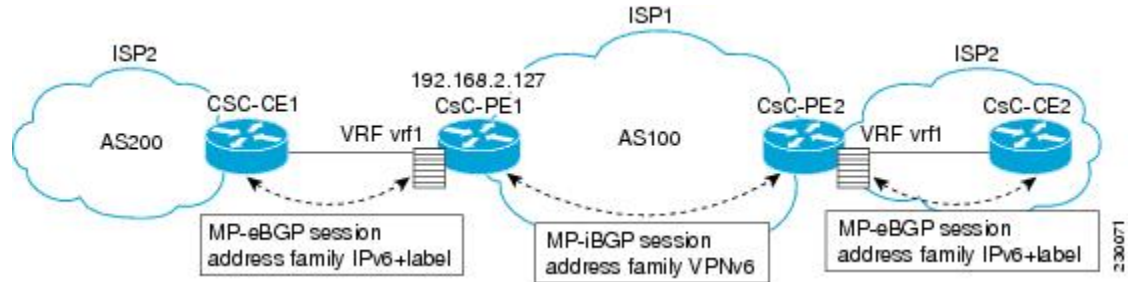 ISP1
ISP2
ISP2
192.168.2.127
CSC-CE1
CsC-PE1
CsC-PE2
CsC-CE2
AS200
VRF vrf1
AS100
VRF vrf1
MP-eBGP session
address family IPv6+label
MP-iBGP session
address family VPNv6
MP-eBGP session
address family IPv6+label
230071